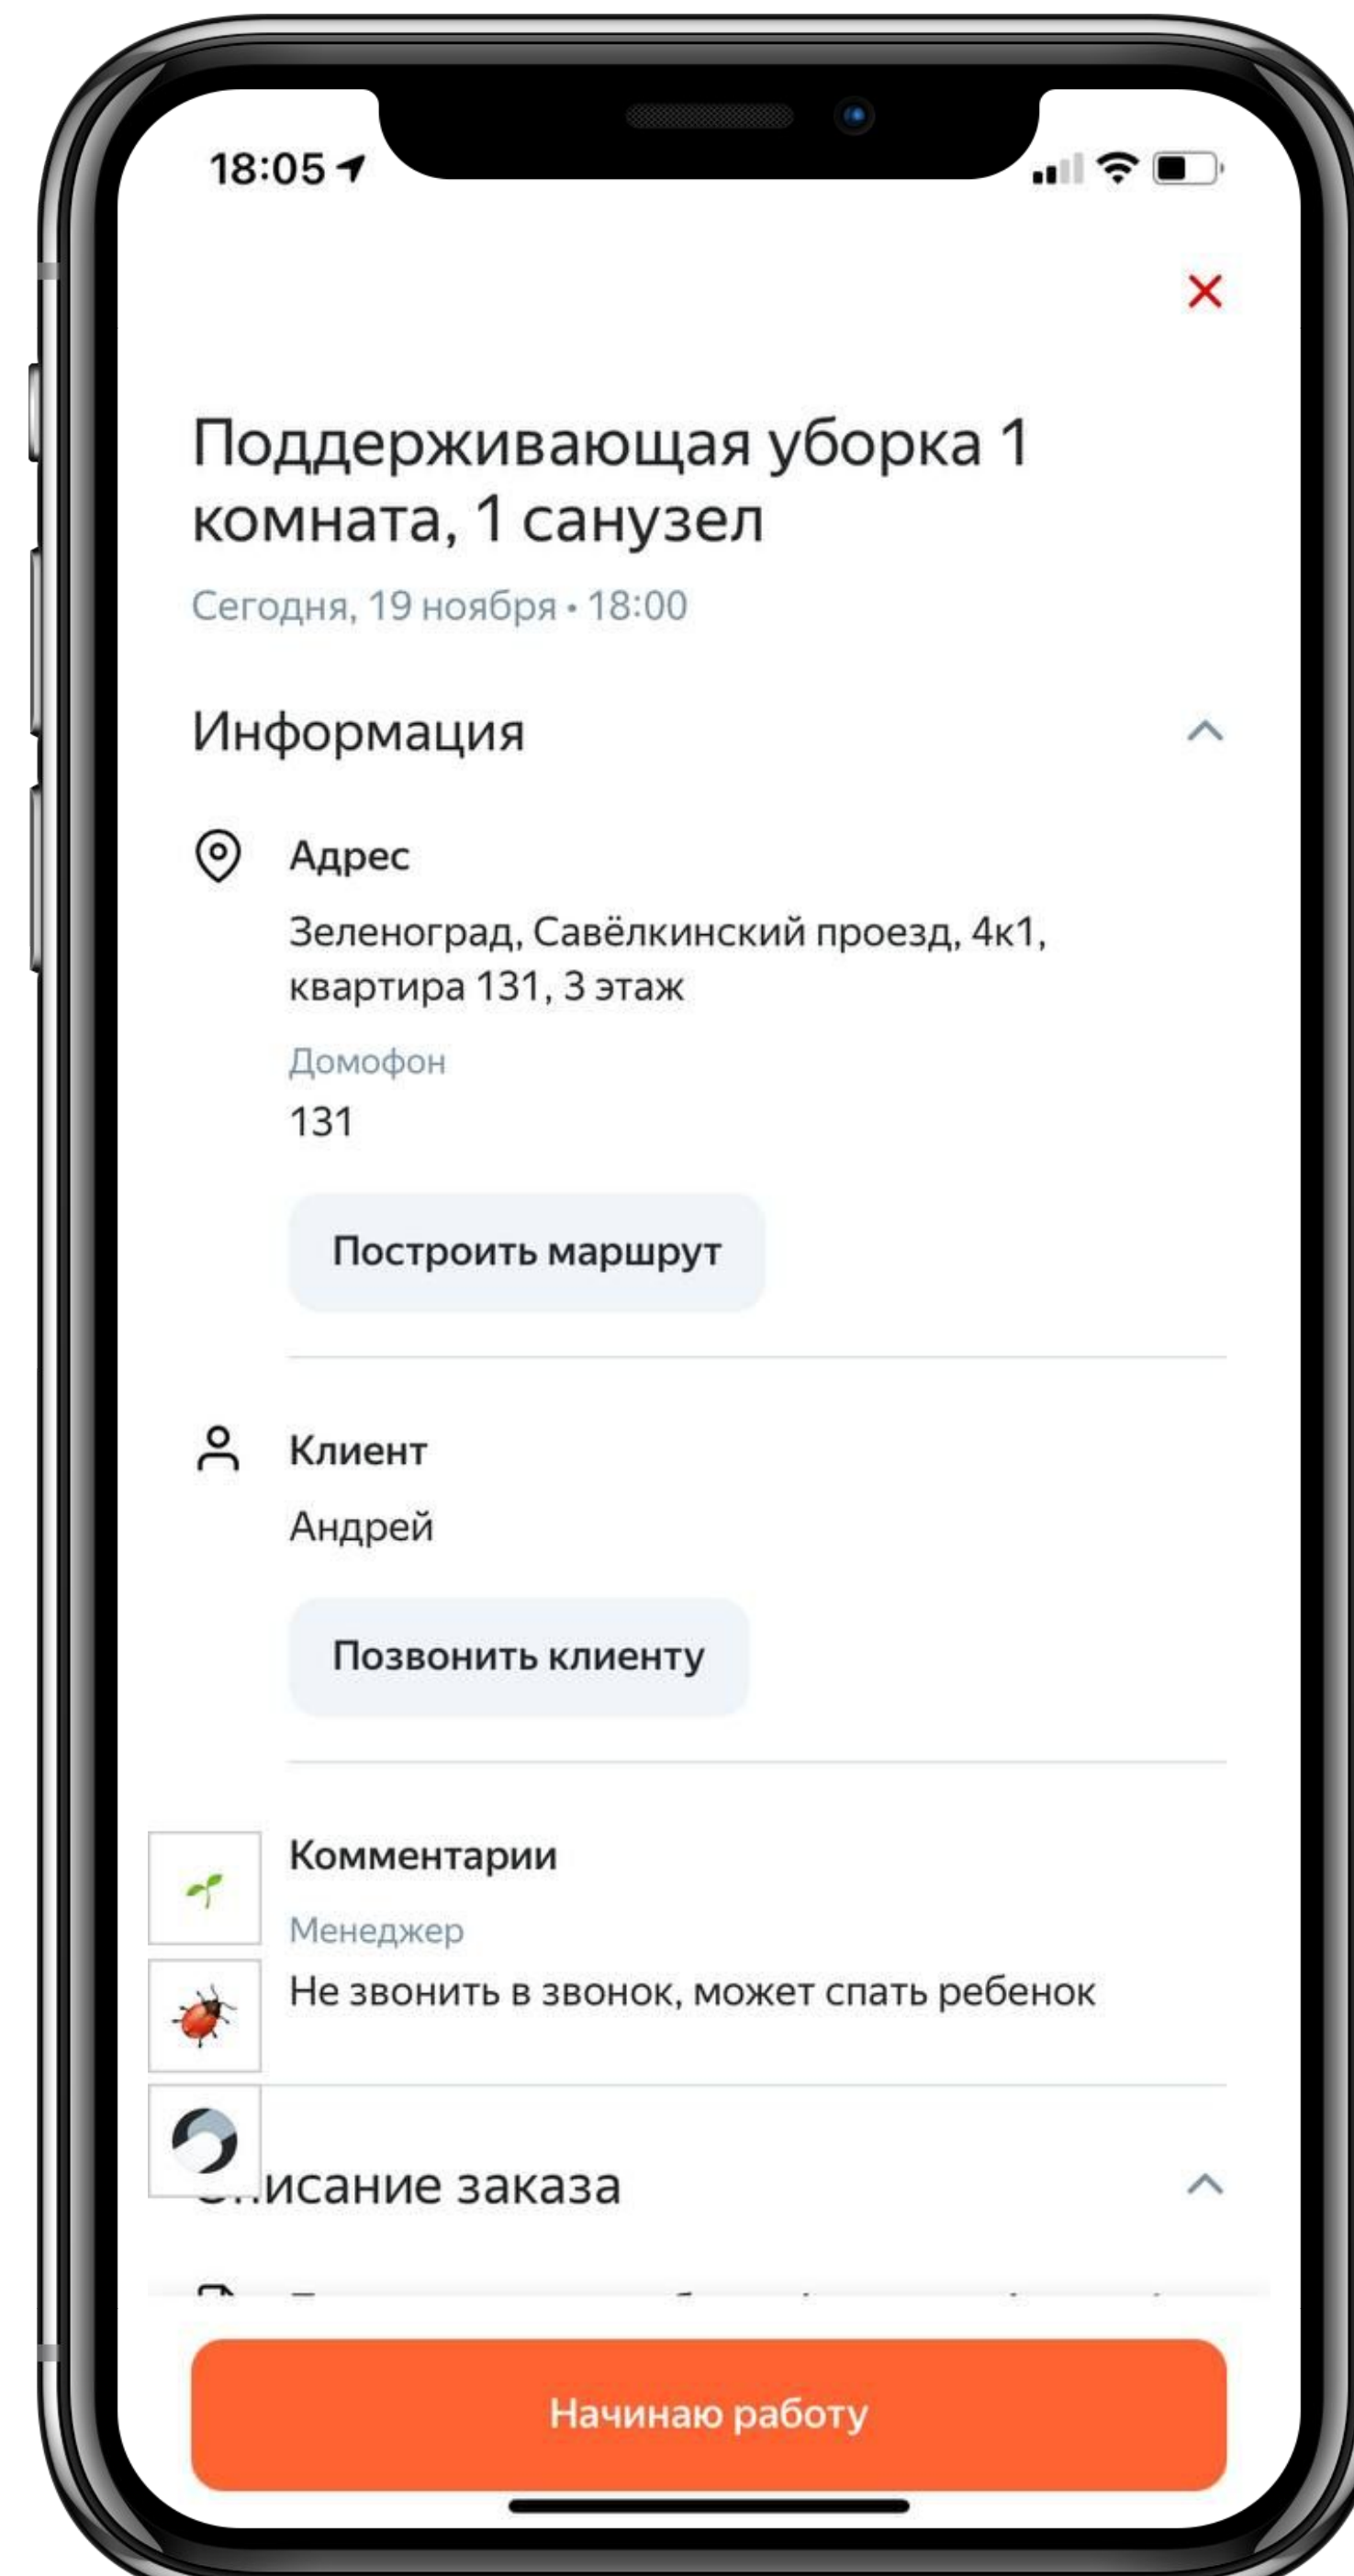 18:05
Поддерживающая уборка 1
комната, 1 санузел
Сегодня, 19 ноября • 18:00
Информация
Адрес
Зеленоград, Савёлкинский проезд, 4к1,
квартира 131, 3 этаж
Домофон
131
Построить маршрут
Клиент
Андрей
Позвонить клиенту
Комментарии
Менеджер
Не звонить в звонок, может спать ребенок
исание заказа
Начинаю работу